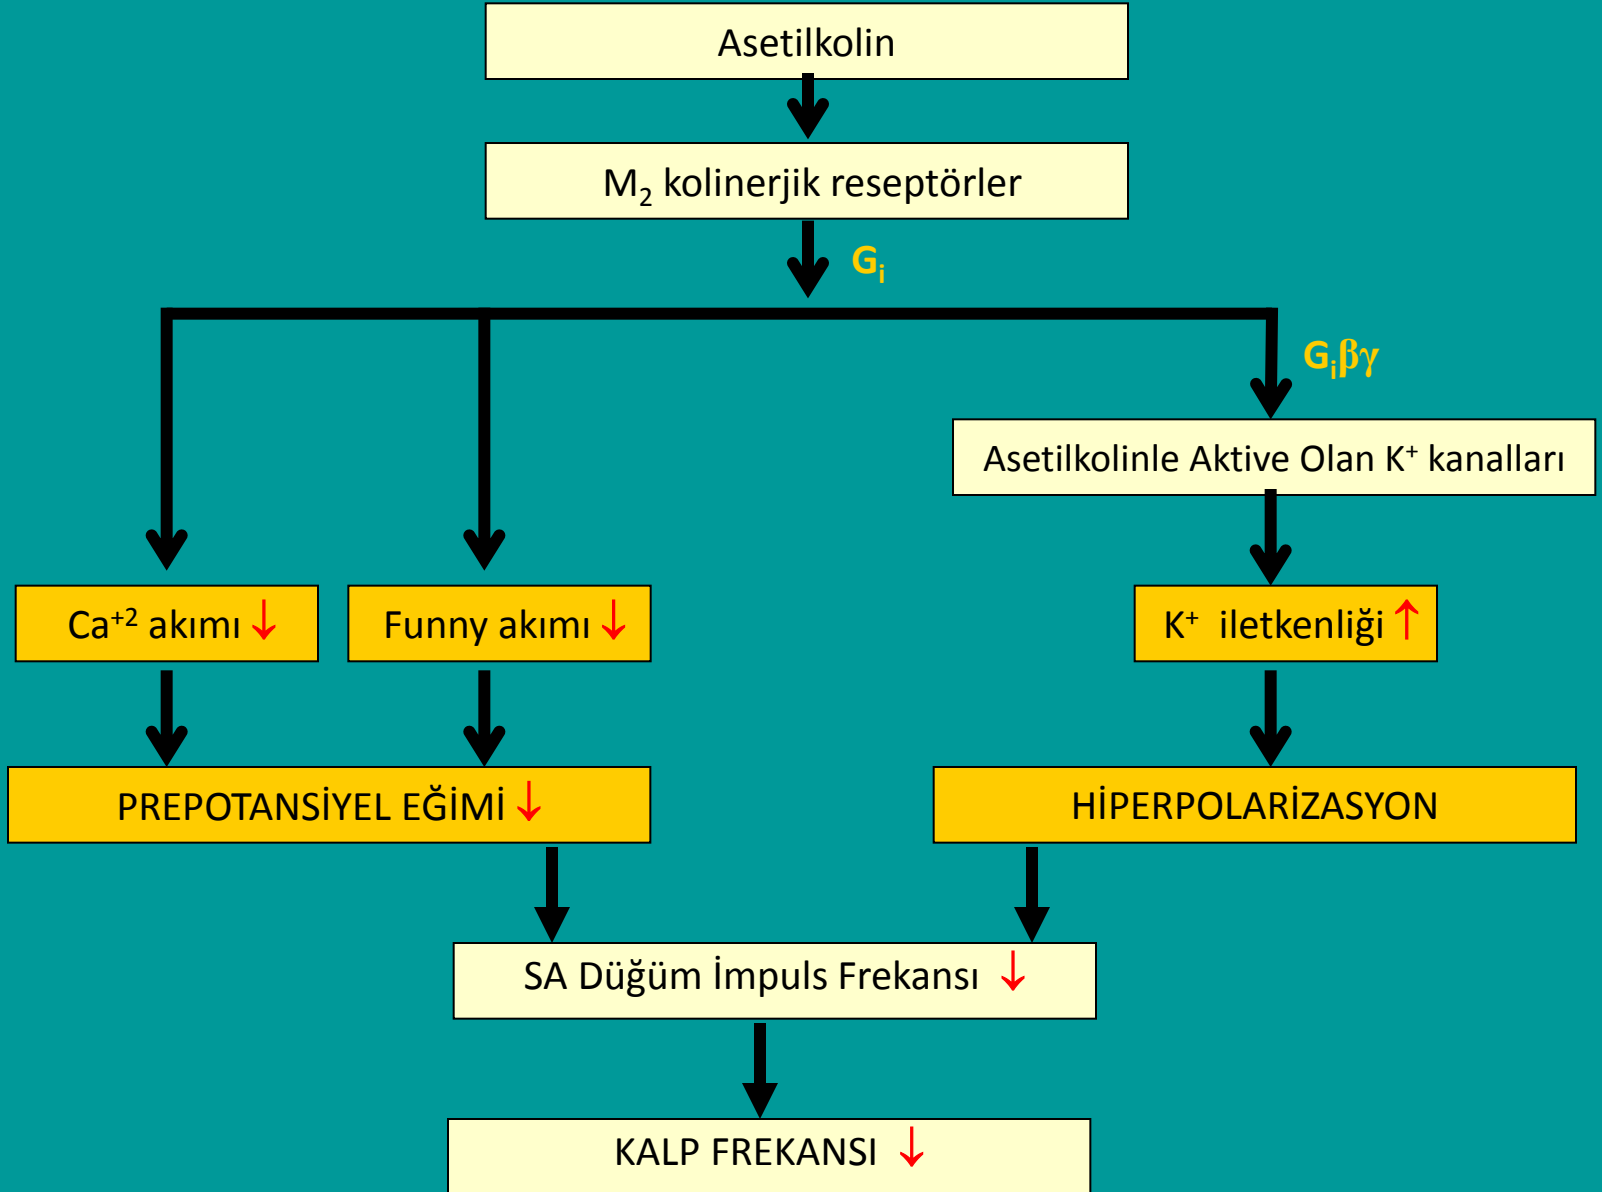 Asetilkolin
M₂ kolinerjik reseptörler
Gᵢ
Gᵢβγ
Asetilkolinle Aktive Olan K⁺ kanalları
Ca⁺² akımı ↓
Funny akımı ↓
K⁺ iletkenliği ↑
PREPOTANSİYEL EĞİMİ ↓
HİPERPOLARİZASYON
SA Düğüm İmpuls Frekansı ↓
KALP FREKANSI ↓